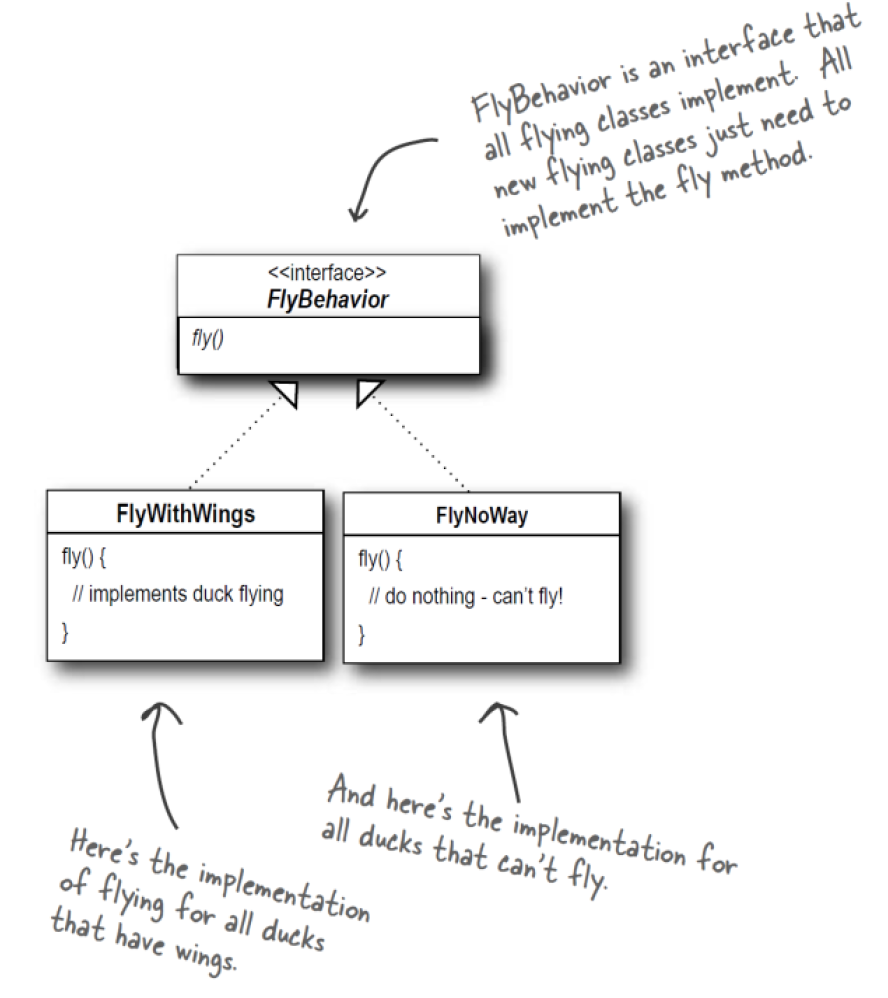 FlyBehavior is an interface that
all flying classes implement. All
new flying classes just need to
implement the fly method.
<<interface>>
FlyBehavior
fly()
FlyWithWings
fly() {
// implements duck flying
}
FlyNoWay
fly() {
// do nothing - can't fly!
}
Here's the implementation
of flying for all ducks
that have wings.
And here's the implementation for
all ducks that can't fly.